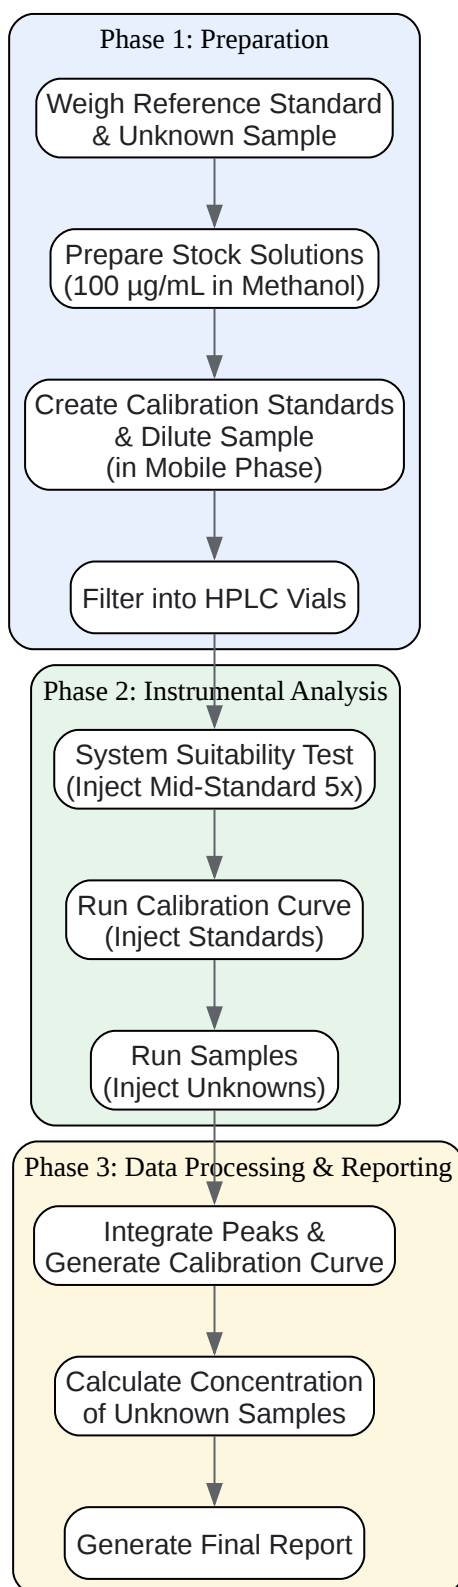 Phase 1: Preparation
Weigh Reference Standard
& Unknown Sample
Prepare Stock Solutions
(100 µg/mL in Methanol)
Create Calibration Standards
& Dilute Sample
(in Mobile Phase)
Filter into HPLC Vials
Phase 2: Instrumental Analysis
System Suitability Test
(Inject Mid-Standard 5x)
Run Calibration Curve
(Inject Standards)
Run Samples
(Inject Unknowns)
Phase 3: Data Processing & Reporting
Integrate Peaks &
Generate Calibration Curve
Calculate Concentration
of Unknown Samples
Generate Final Report